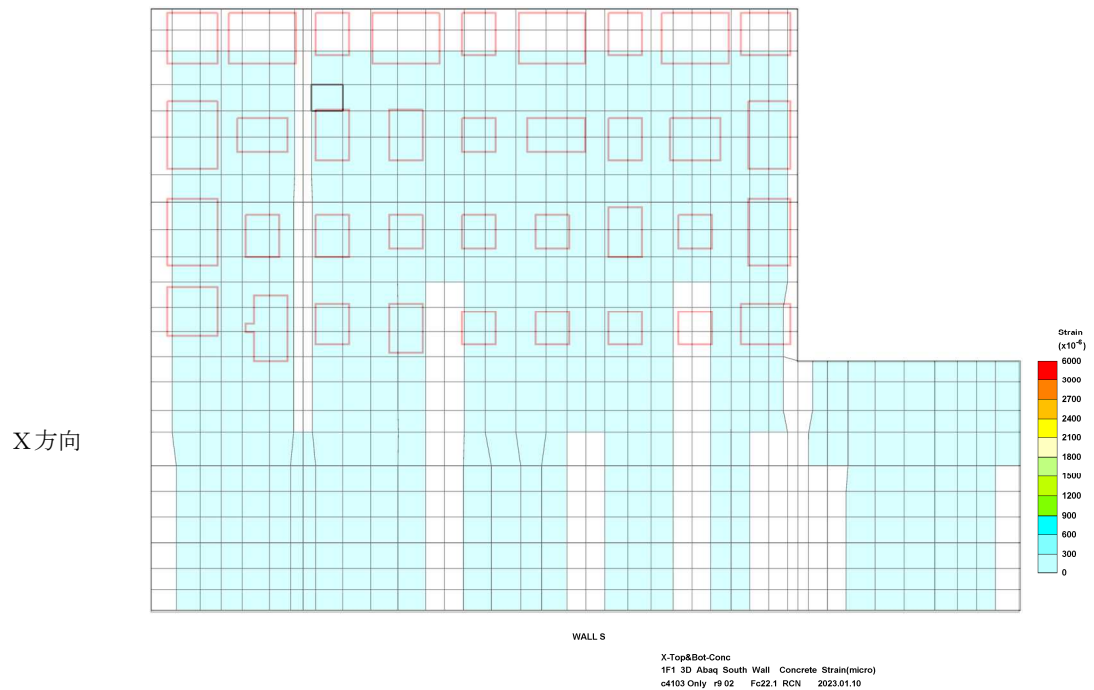 X方向
Strain
(x10-6)
6000
3000
2700
2400
2100
1800
1500
1200
900
600
300
0
WALL S
X-Top&Bot-Conc
1F1 3D Abaq South Wall Concrete Strain(micro)
c4103 Only r9 02 Fc22.1 RCN 2023.01.10